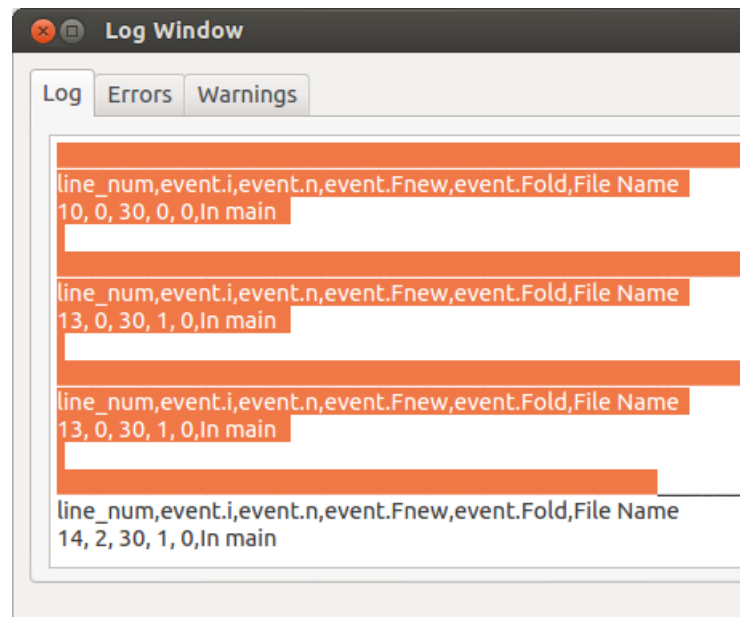 Log Window
Log Errors Warnings
line_num,event.i,event.n,event.Fnew,event.Fold,File Name
10, 0, 30, 0, 0,In main
line_num,event.i,event.n,event.Fnew,event.Fold,File Name
13, 0, 30, 1, 0,In main
line_num,event.i,event.n,event.Fnew,event.Fold,File Name
13, 0, 30, 1, 0,In main
line_num,event.i,event.n,event.Fnew,event.Fold,File Name
14, 2, 30, 1, 0,In main